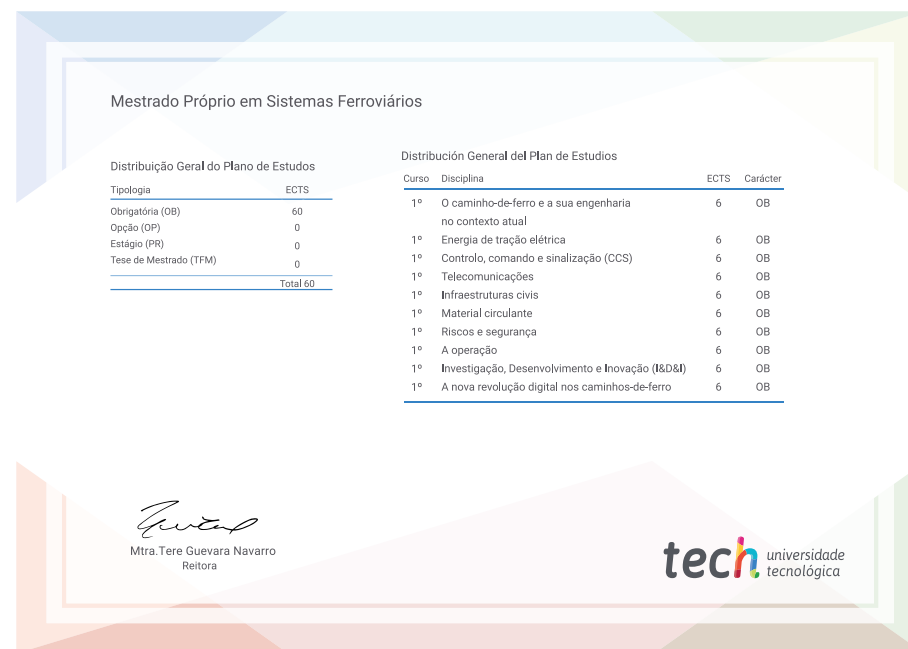 Mestrado Próprio em Sistemas Ferroviários
Distribuição Geral do Plano de Estudos
Tipologia ECTS
Obrigatória (OB) 60
Opção (OP) 0
Estágio (PR) 0
Tese de Mestrado (TFM) 0
Total 60
Distribución General del Plan de Estudios
Curso Disciplina ECTS Carácter
1º O caminho-de-ferro e a sua engenharia 6 OB
no contexto atual
1º Energia de tração elétrica 6 OB
1º Controlo, comando e sinalização (CCS) 6 OB
1º Telecomunicações 6 OB
1º Infraestruturas civis 6 OB
1º Material circulante 6 OB
1º Riscos e segurança 6 OB
1º A operação 6 OB
1º Investigação, Desenvolvimento e Inovação (I&D&I) 6 OB
1º A nova revolução digital nos caminhos-de-ferro 6 OB
Mtra.Tere Guevara Navarro
Reitora
tech universidade
tecnológica